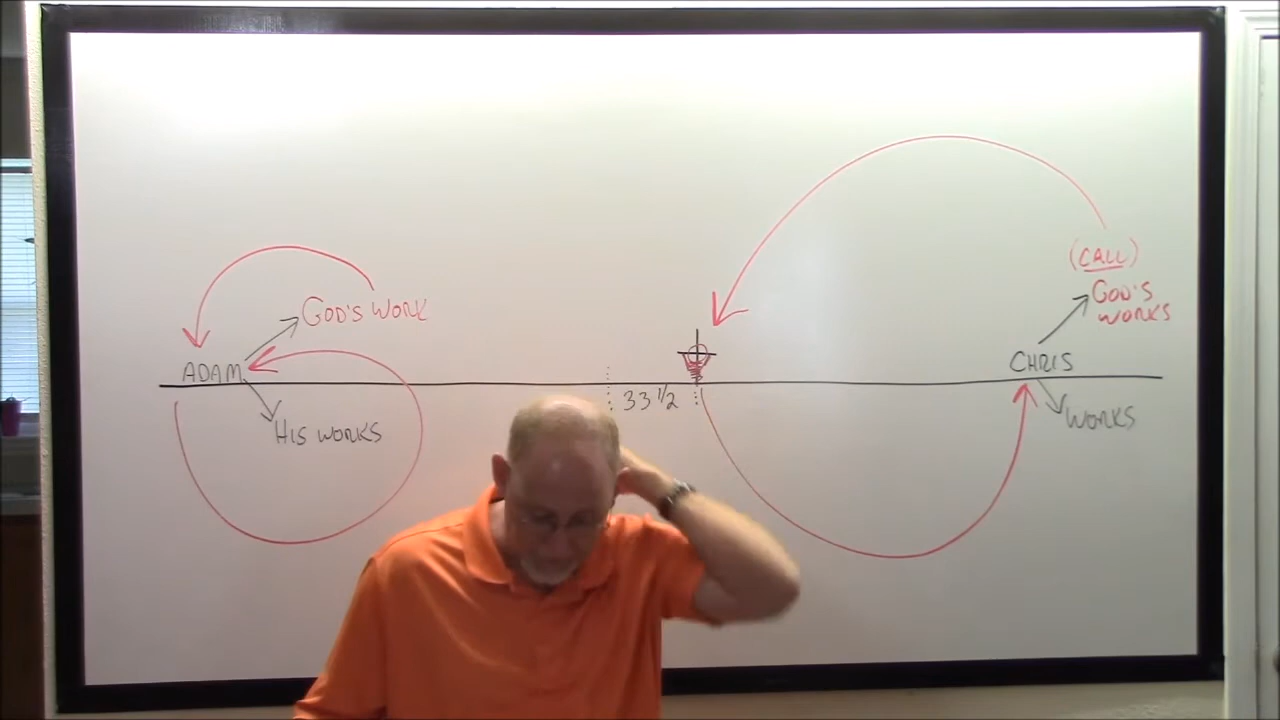 GOD'S WORK
ADAM
HIS WORKS
33 1/2
(CALL)
GOD'S
WORKS
CHRIS
WORKS